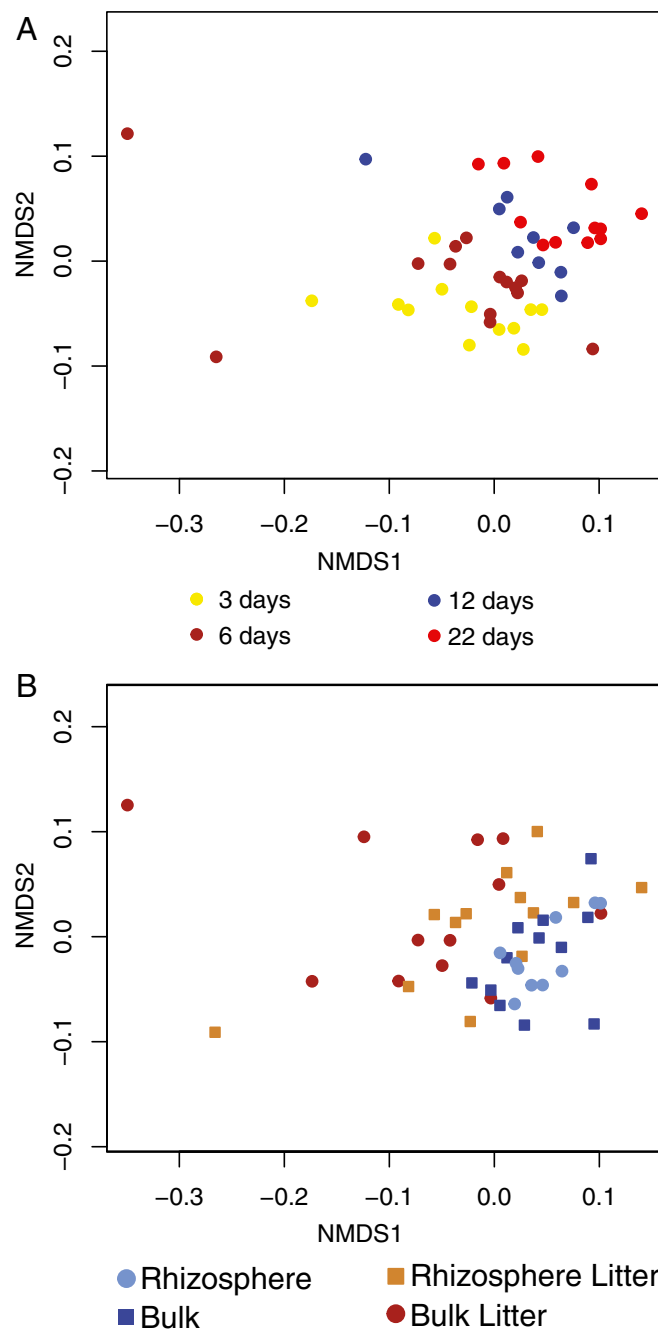 A
0.2
0.1
0.0
−0.1
−0.2
NMDS2
−0.3 −0.2 −0.1 0.0 0.1
NMDS1
3 days 12 days
6 days 22 days
B
0.2
0.1
0.0
−0.1
−0.2
NMDS2
−0.3 −0.2 −0.1 0.0 0.1
NMDS1
Rhizosphere Rhizosphere Litter
Bulk Bulk Litter